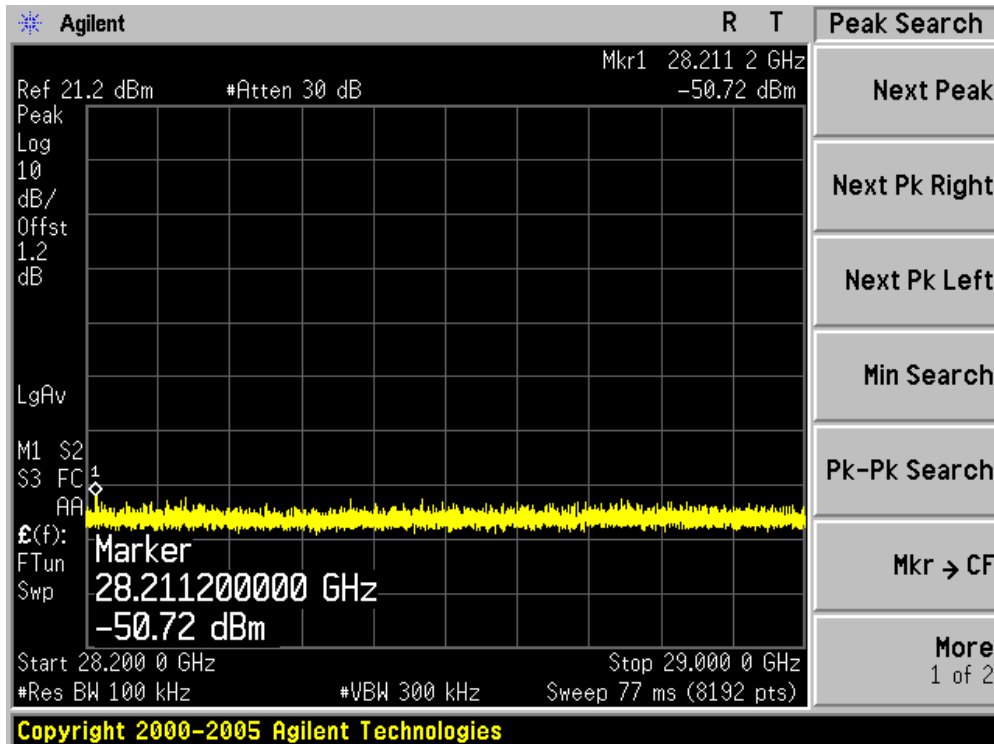 Agilent R T
Peak Search
Mkr1 28.211 2 GHz
Ref 21.2 dBm #Atten 30 dB -50.72 dBm
Peak
Log
10
dB/
Offst
1.2
dB
LgAv
M1 S2
S3 FC
AA
£(f):
FTun
Swp
1
Marker
28.211200000 GHz
-50.72 dBm
Start 28.200 0 GHz Stop 29.000 0 GHz
#Res BW 100 kHz #VBW 300 kHz Sweep 77 ms (8192 pts)
Copyright 2000-2005 Agilent Technologies
Next Peak
Next Pk Right
Next Pk Left
Min Search
Pk-Pk Search
Mkr → CF
More
1 of 2